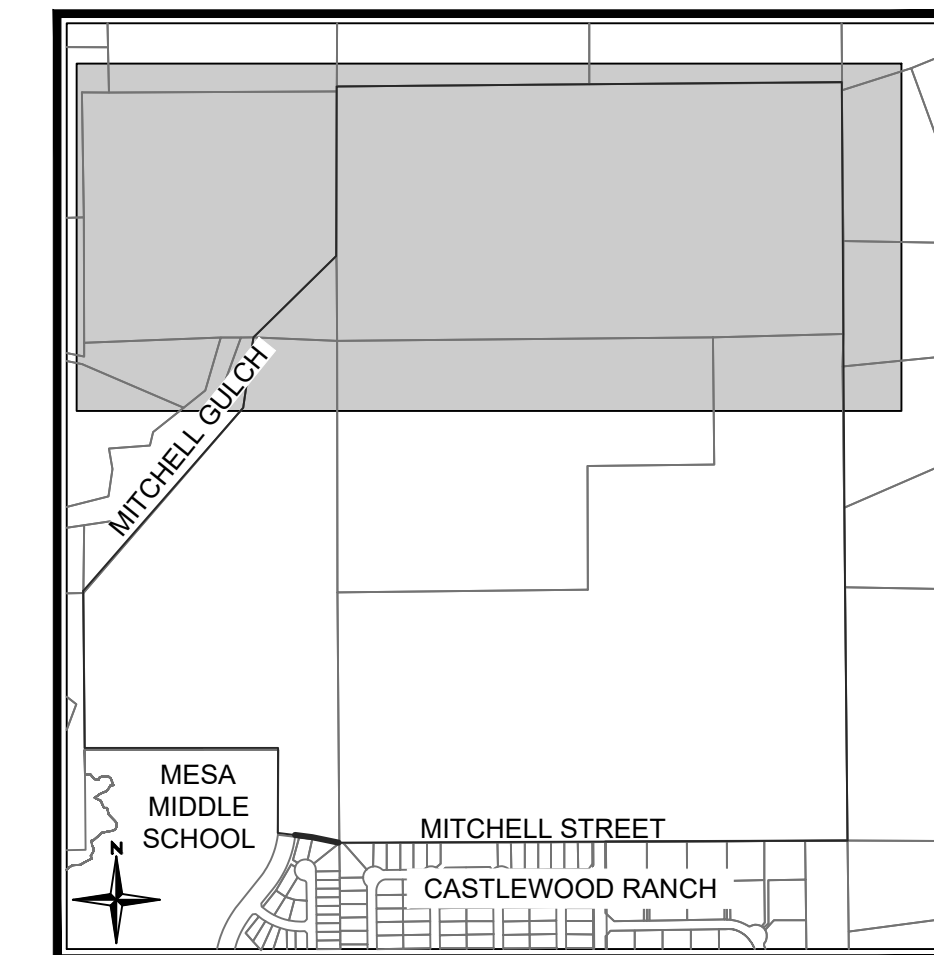 MITCHELL GULCH
MESA
MIDDLE
SCHOOL
N
MITCHELL STREET
CASTLEWOOD RANCH